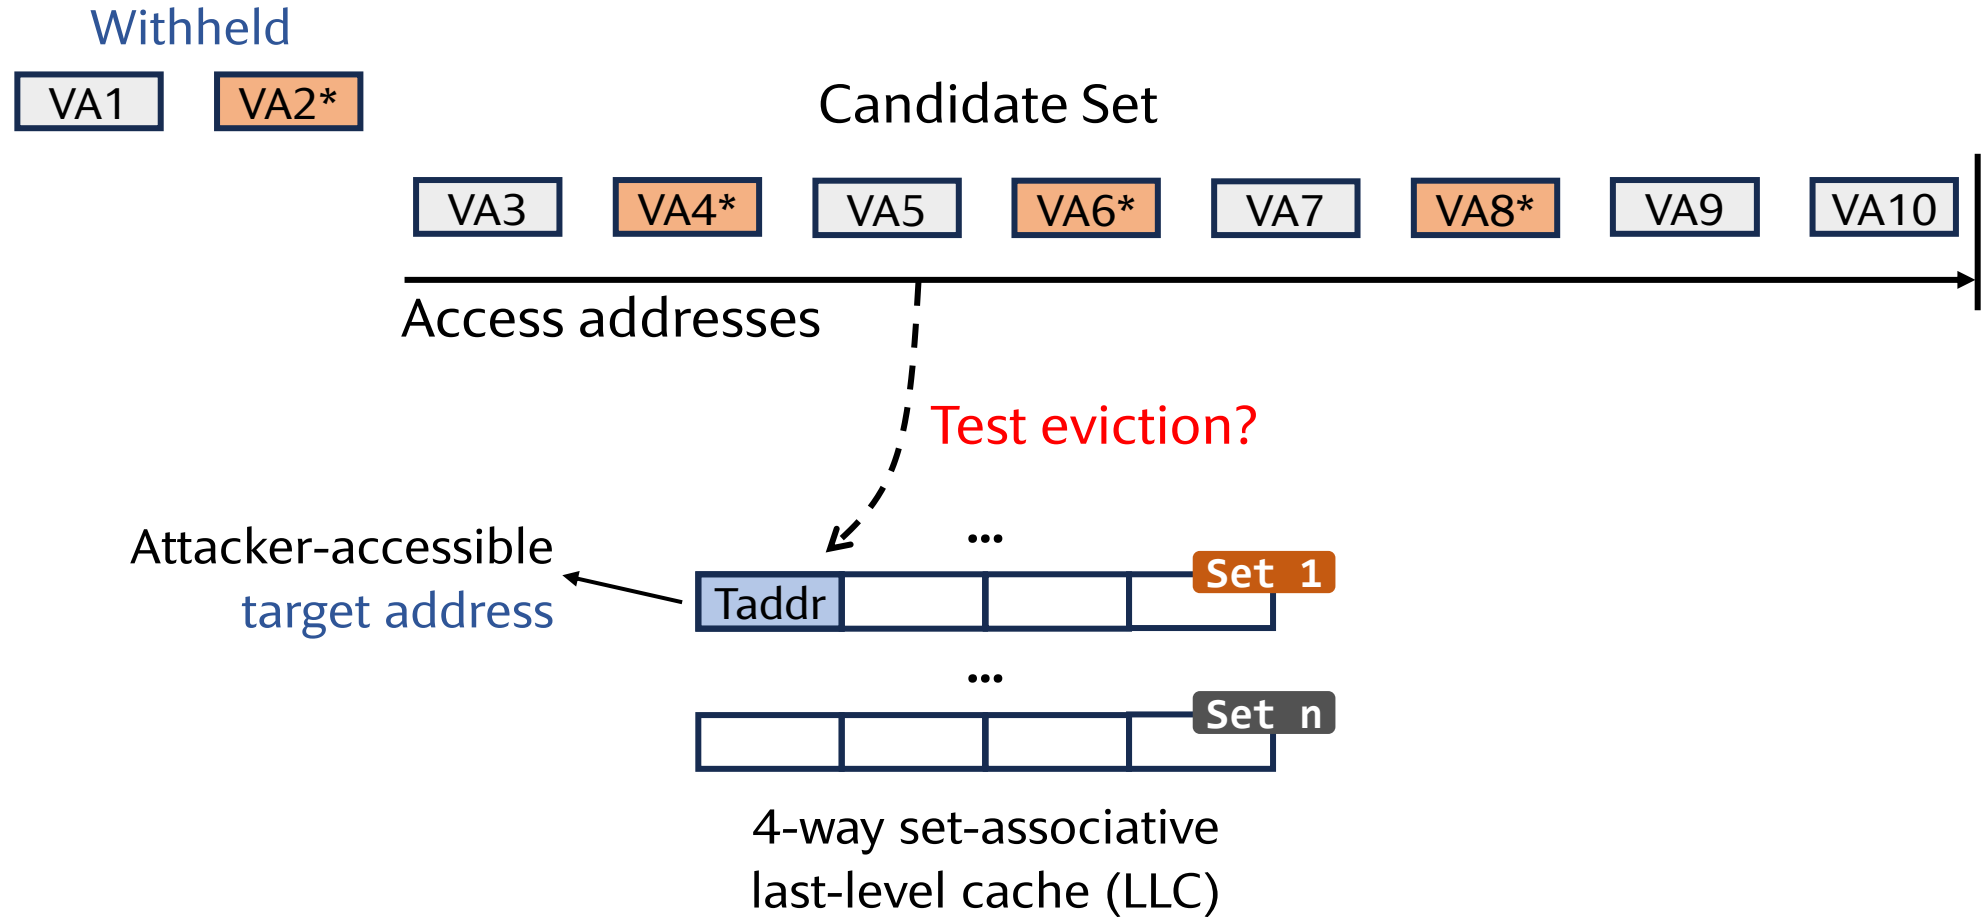 Withheld
VA1 VA2*
Candidate Set
VA3 VA4* VA5 VA6* VA7 VA8* VA9 VA10
Access addresses
Test eviction?
...
Attacker-accessible
target address
Taddr
Set 1
...
Set n
4-way set-associative
last-level cache (LLC)